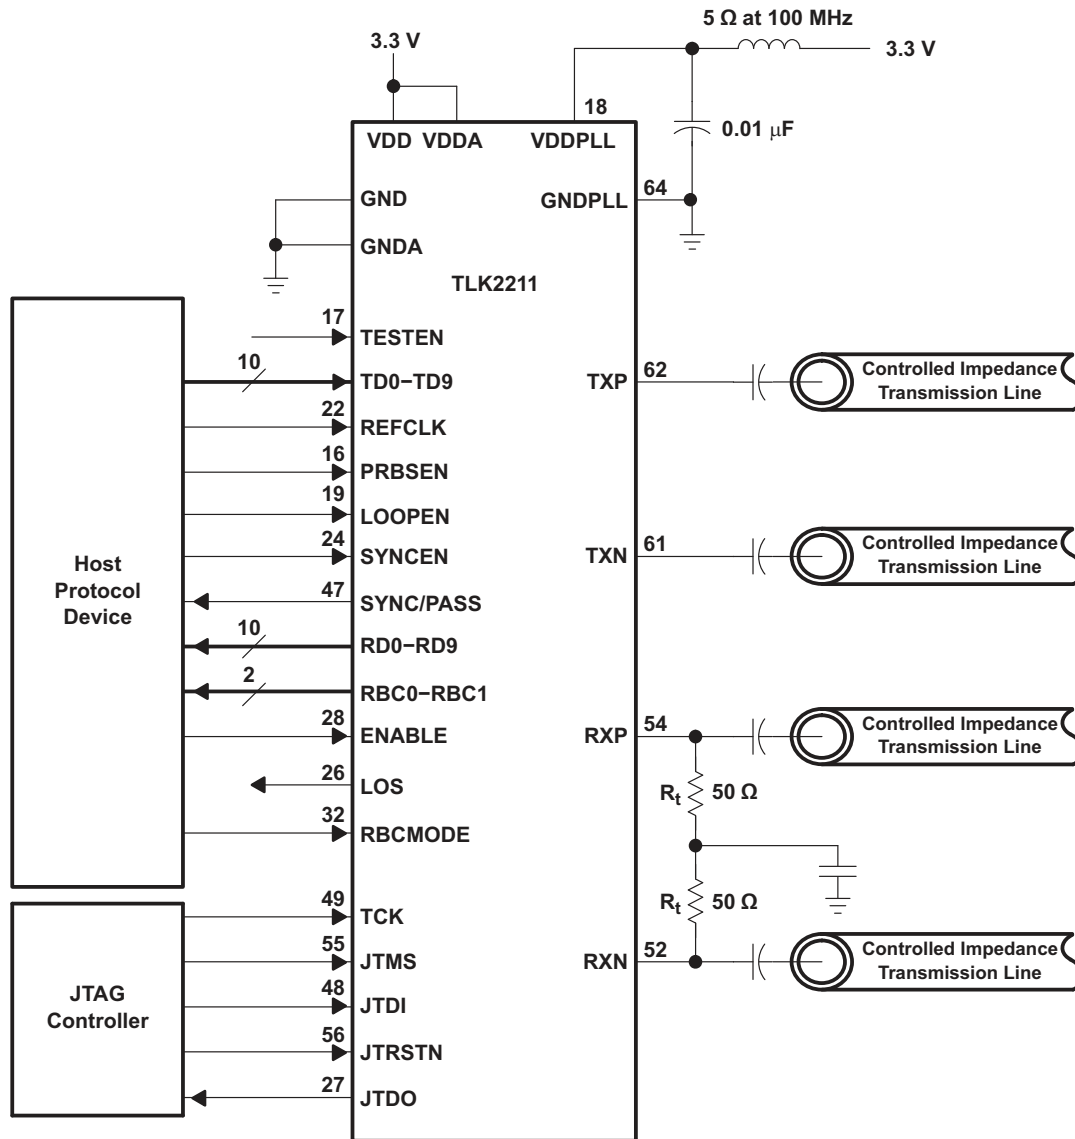 5 Ω at 100 MHz
3.3 V
3.3 V
18
0.01 μF
VDD VDDA VDDPLL
GND
GNDPLL
64
GNDA
TLK2211
17
TESTEN
10
TD0−TD9
TXP
62
Controlled Impedance
Transmission Line
22
REFCLK
16
PRBSEN
19
LOOPEN
24
SYNCEN
TXN
61
Controlled Impedance
Transmission Line
Host
Protocol
Device
47
SYNC/PASS
10
RD0−RD9
2
RBC0−RBC1
28
ENABLE
RXP
54
Controlled Impedance
Transmission Line
26
LOS
Rt 50 Ω
32
RBCMODE
49
TCK
Rt 50 Ω
55
JTMS
RXN
52
Controlled Impedance
Transmission Line
JTAG
Controller
48
JTDI
56
JTRSTN
27
JTDO